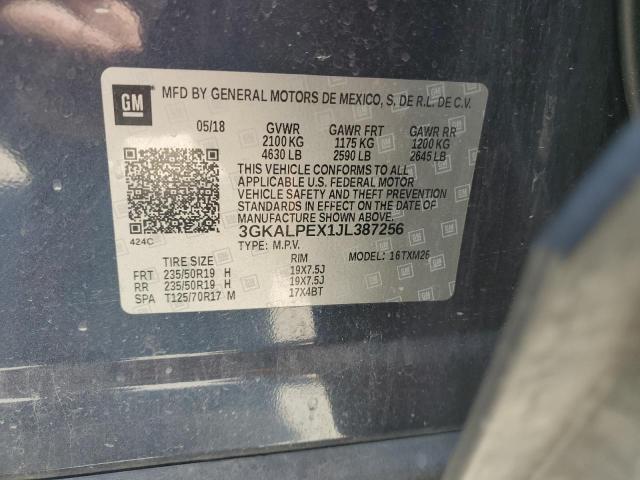 GM
MFD BY GENERAL MOTORS DE MEXICO, S, DE R.L. DE C.V.
05/18 GVWR GAWR FRT GAWR RR
2100 KG 1175 KG 1200 KG
4630 LB 2590 LB 2645 LB
THIS VEHICLE CONFORMS TO ALL
APPLICABLE U.S. FEDERAL MOTOR
VEHICLE SAFETY AND THEFT PREVENTION
STANDARDS IN EFFECT ON THE DATE OF
MANUFACTURE SHOWN ABOVE.
424C 3GKALPEX1JL387256
TYPE: M.P.V. MODEL: 16TXM26
TIRE SIZE RIM
FRT 235/50R19 H 19X7.5J
RR 235/50R19 H 19X7.5J
SPA T125/70R17 M 17X4BT